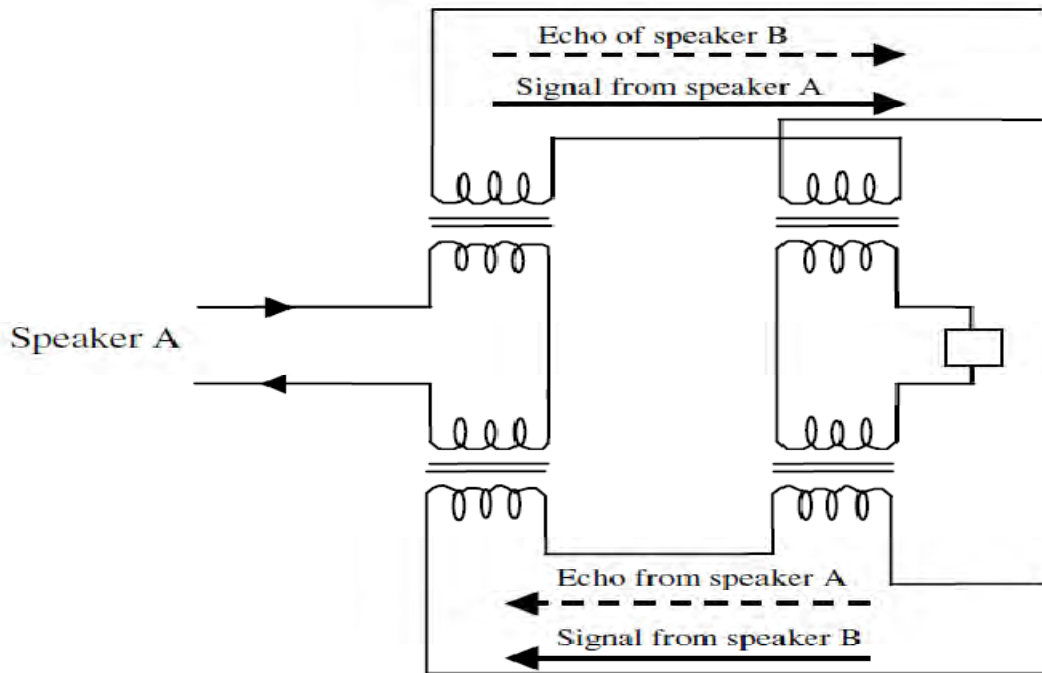 Echo of speaker B
Signal from speaker A
Speaker A
Echo from speaker A
Signal from speaker B